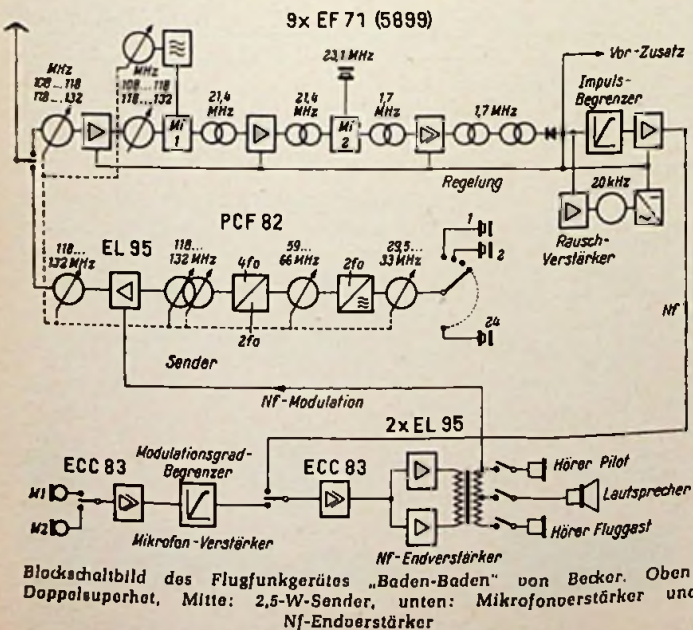 9x EF 71 (5899)
MHz
108...118
118...132
MHz
108...118
118...132
21,4
MHz
21,4
MHz
23,1 MHz
1,7
MHz
1,7 MHz
Vor-Zusatz
Impuls-
Begrenzer
Mi
1
Mi
2
Regelung
20 kHz
Rausch-
Verstärker
PCF 82
EL 95
118...
132 MHz
118...
132 MHz
4fo
2fo
59...
66 MHz
2fo
29,5...
33 MHz
1
2
24
Nf
Sender
Nf-Modulation
2x EL 95
ECC 83
Modulationsgrad-
Begrenzer
ECC 83
M1
M2
Mikrofon-Verstärker
Nf-Endverstärker
Hörer Pilot
Lautsprecher
Hörer Fluggast
Blockschaltbild des Flugfunkgerätes „Baden-Baden" von Becker. Oben:
Doppelsuperhet, Mitte: 2,5-W-Sender, unten: Mikrofonverstärker und
Nf-Endverstärker